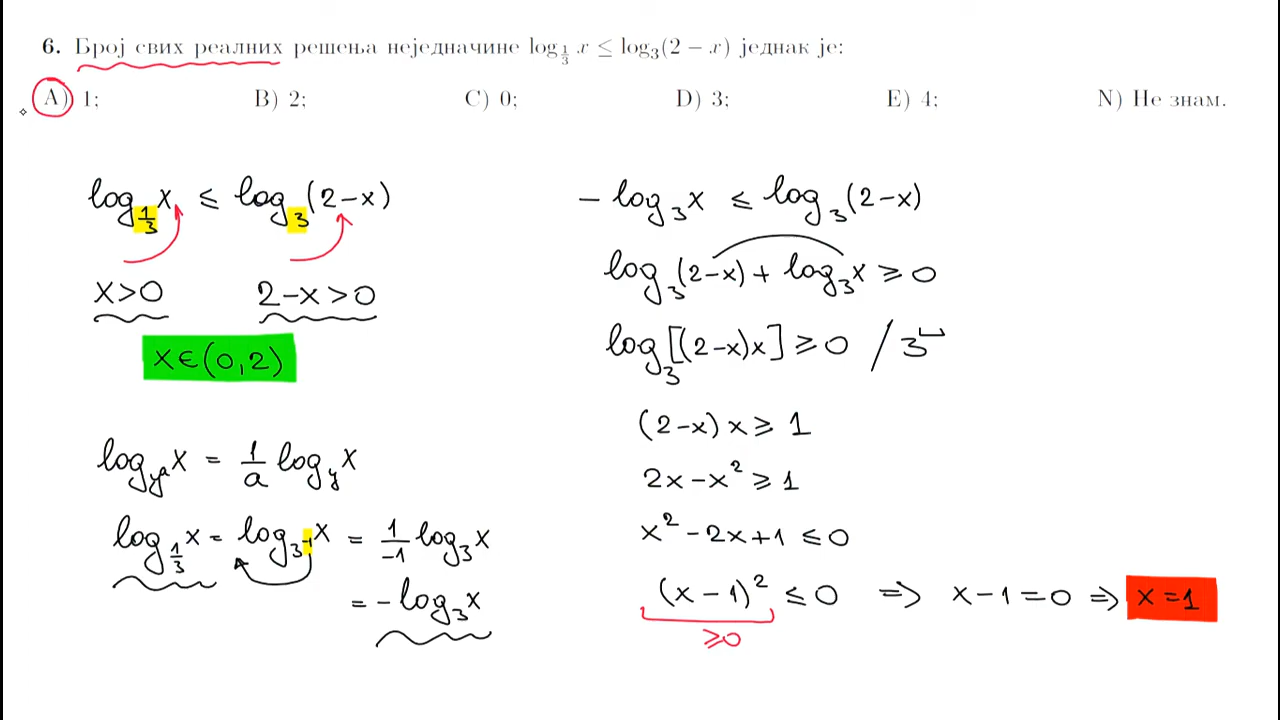 6. Број свих реалних решења неједначине log_{1/3} x ≤ log_3(2 − x) једнак је:
A) 1; B) 2; C) 0; D) 3; E) 4; N) Не знам.
log_{1/3} x ≤ log_3 (2-x)
x>0 2-x>0
x∈(0,2)
log_{y^a} x = 1/a log_y x
log_{1/3} x = log_{3^{-1}} x = 1/-1 log_3 x
= -log_3 x
- log_3 x ≤ log_3 (2-x)
log_3 (2-x) + log_3 x ⩾ 0
log_3 [(2-x)x] ⩾ 0 / 3^␣
(2-x) x ⩾ 1
2x-x² ⩾ 1
x² - 2x+1 ≤ 0
(x-1)² ≤ 0 => x-1=0 => x=1
⩾0